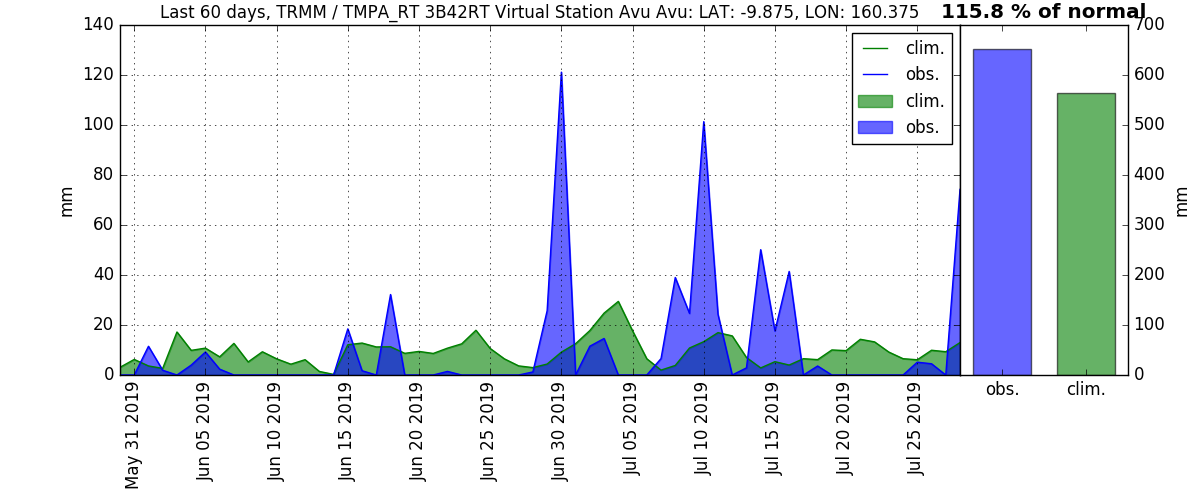 Last 60 days, TRMM / TMPA_RT 3B42RT Virtual Station Avu Avu: LAT: -9.875, LON: 160.375
115.8 % of normal
140
120
100
80
60
40
20
0
mm
clim.
obs.
clim.
obs.
700
600
500
400
300
200
100
0
mm
May 31 2019
Jun 05 2019
Jun 10 2019
Jun 15 2019
Jun 20 2019
Jun 25 2019
Jun 30 2019
Jul 05 2019
Jul 10 2019
Jul 15 2019
Jul 20 2019
Jul 25 2019
obs.
clim.